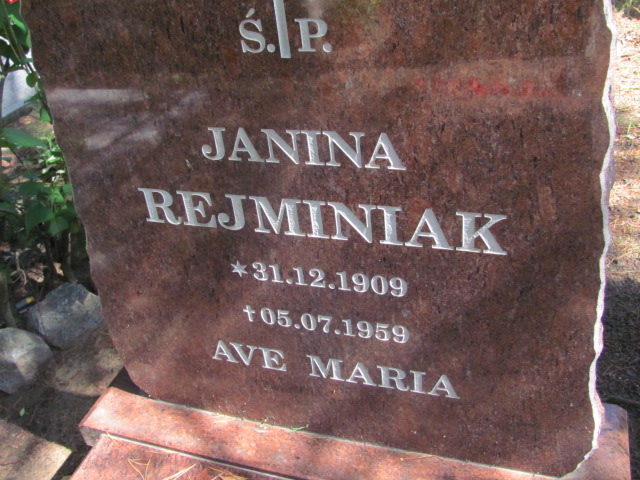 Ś.P.
JANINA
REJMINIAK
*31.12.1909
†05.07.1959
AVE MARIA